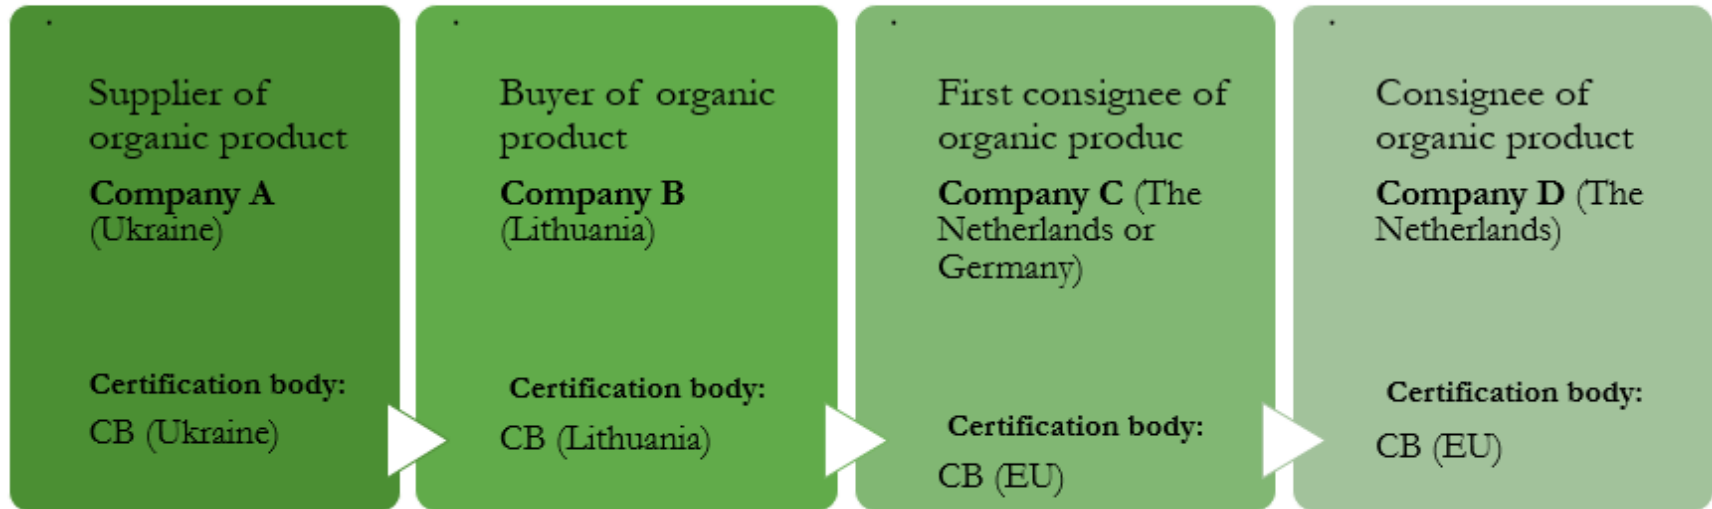 Supplier of
organic product
Company A
(Ukraine)
Certification body:
CB (Ukraine)
Buyer of organic
product
Company B
(Lithuania)
Certification body:
CB (Lithuania)
First consignee of
organic produc
Company C (The
Netherlands or
Germany)
Certification body:
CB (EU)
Consignee of
organic product
Company D (The
Netherlands)
Certification body:
CB (EU)